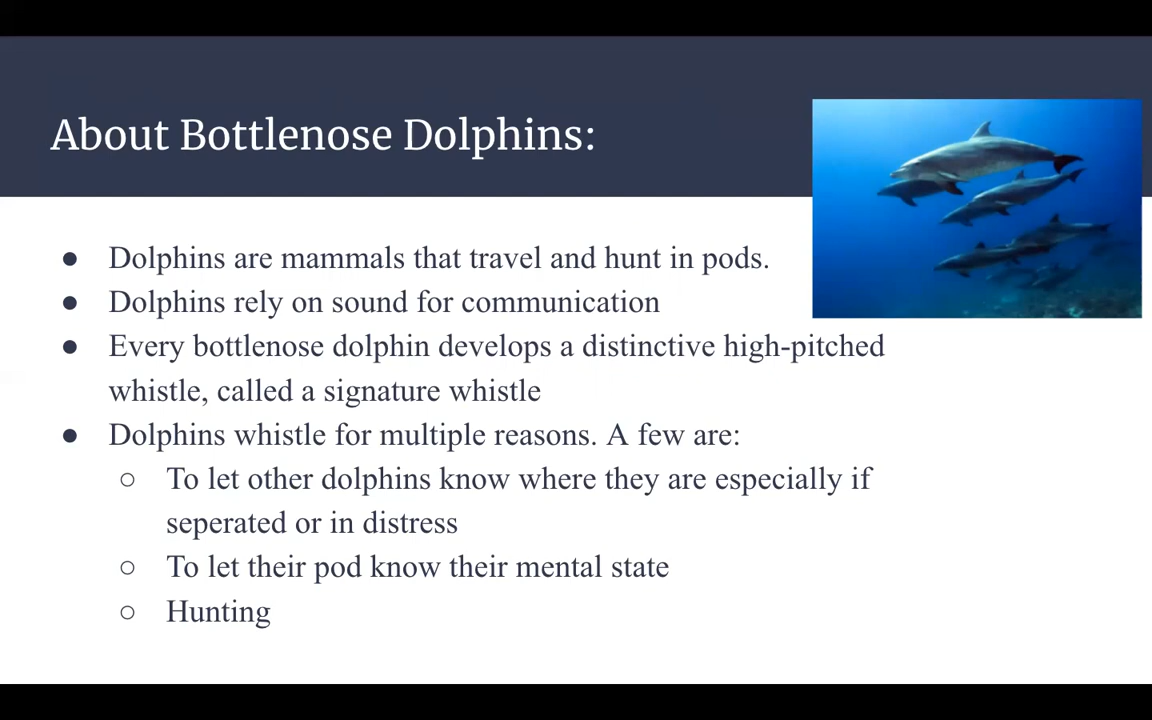 About Bottlenose Dolphins:
● Dolphins are mammals that travel and hunt in pods.
● Dolphins rely on sound for communication
● Every bottlenose dolphin develops a distinctive high-pitched
whistle, called a signature whistle
● Dolphins whistle for multiple reasons. A few are:
○ To let other dolphins know where they are especially if
seperated or in distress
○ To let their pod know their mental state
○ Hunting